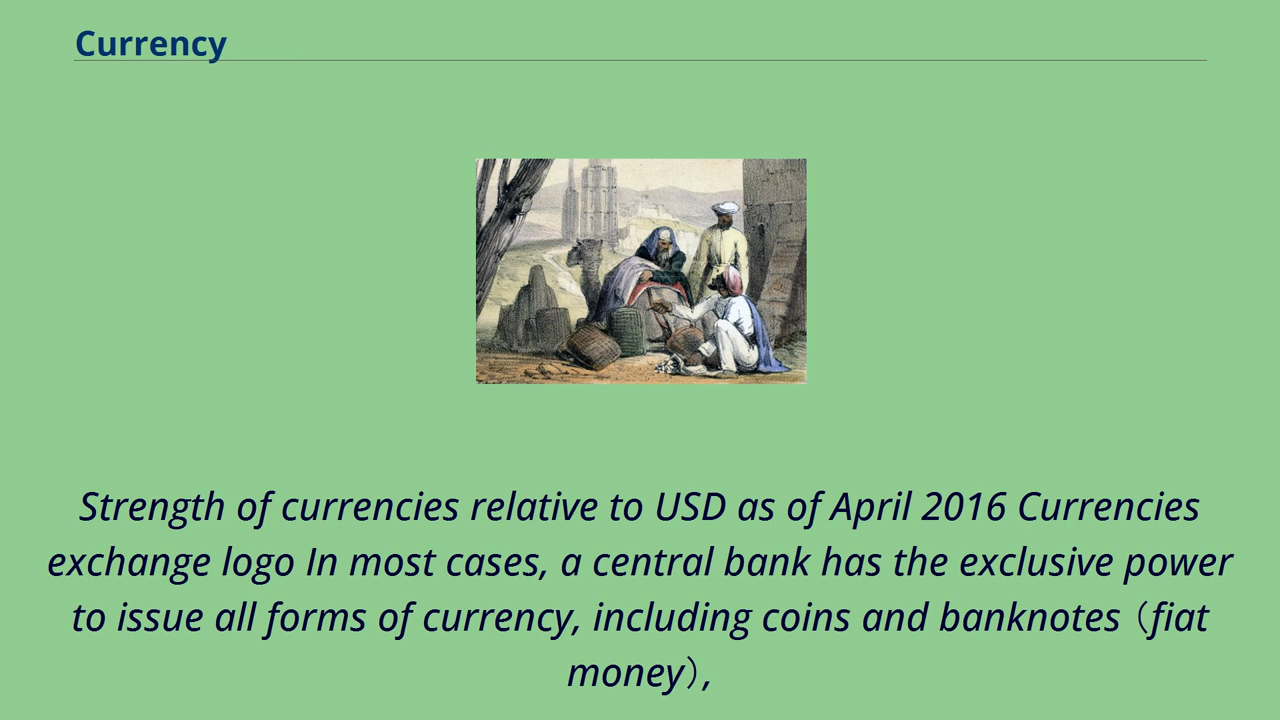 Currency
Strength of currencies relative to USD as of April 2016 Currencies
exchange logo In most cases, a central bank has the exclusive power
to issue all forms of currency, including coins and banknotes（fiat
money）,